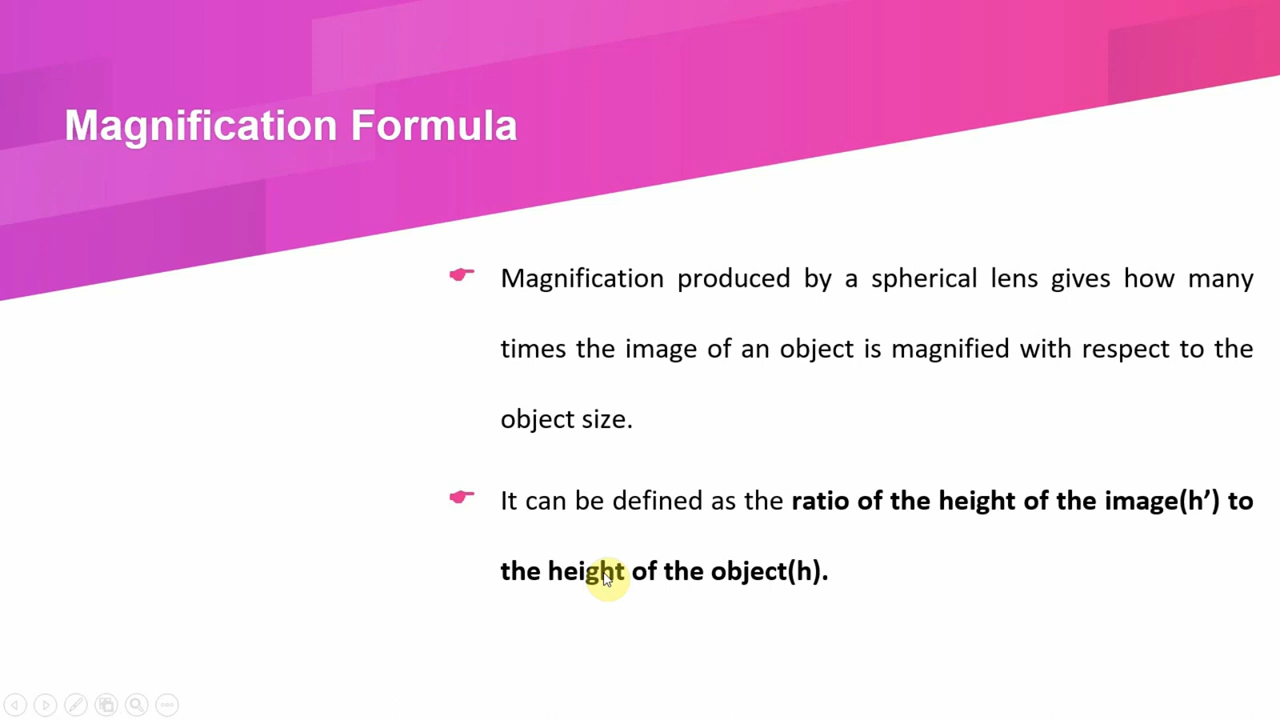 Magnification Formula
Magnification produced by a spherical lens gives how many
times the image of an object is magnified with respect to the
object size.
It can be defined as the ratio of the height of the image(h’) to
the height of the object(h).